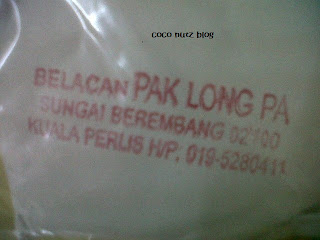 coco nutz blog
BELACAN PAK LONG PA
SUNGAI BEREMBANG 02100
KUALA PERLIS H/P. 019-5280411